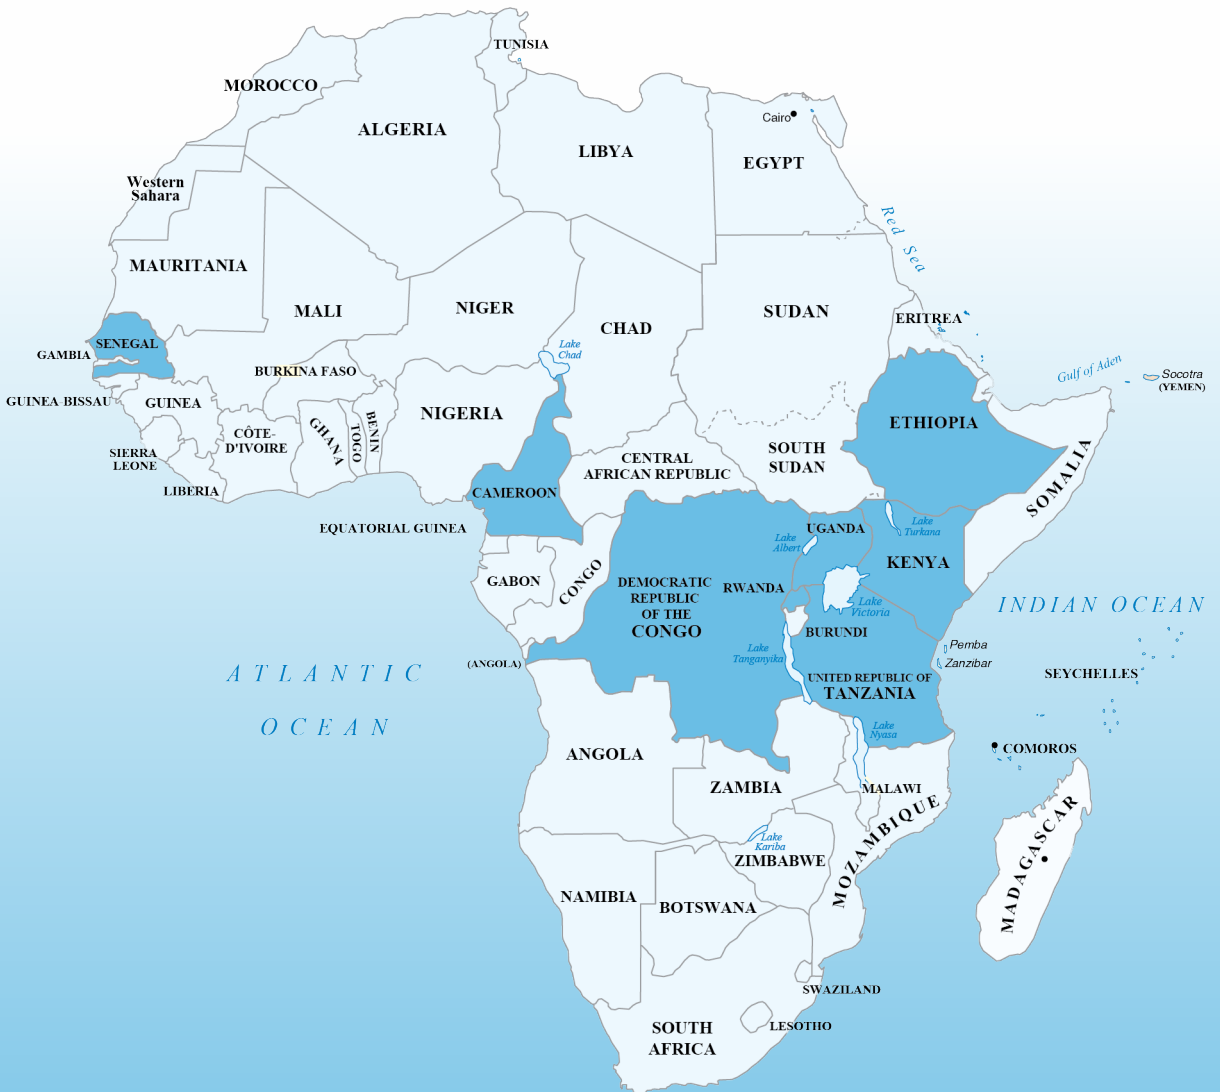 TUNISIA
MOROCCO
ALGERIA
LIBYA
Cairo
EGYPT
Western
Sahara
Red Sea
MAURITANIA
MALI
NIGER
CHAD
SUDAN
ERITREA
SENEGAL
GAMBIA
Lake
Chad
BURKINA FASO
Gulf of Aden
Socotra
(YEMEN)
GUINEA-BISSAU
GUINEA
NIGERIA
ETHIOPIA
CÔTE-
D'IVOIRE
GHANA
TOGO
BENIN
SIERRA
LEONE
LIBERIA
CENTRAL
AFRICAN REPUBLIC
SOUTH
SUDAN
SOMALIA
CAMEROON
EQUATORIAL GUINEA
UGANDA
Lake
Turkana
Lake
Albert
KENYA
GABON
CONGO
DEMOCRATIC
REPUBLIC
OF THE
CONGO
RWANDA
Lake
Victoria
INDIAN OCEAN
BURUNDI
Pemba
Zanzibar
Lake
Tanganyika
(ANGOLA)
ATLANTIC
OCEAN
UNITED REPUBLIC OF
TANZANIA
SEYCHELLES
Lake
Nyasa
COMOROS
ANGOLA
ZAMBIA
MALAWI
MOZAMBIQUE
MADAGASCAR
Lake
Kariba
ZIMBABWE
NAMIBIA
BOTSWANA
SWAZILAND
LESOTHO
SOUTH
AFRICA